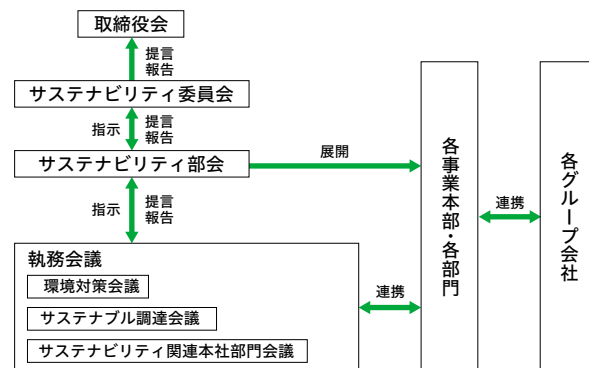 取締役会
提言
報告
サステナビリティ委員会
指示
提言
報告
サステナビリティ部会
展開
指示
提言
報告
執務会議
環境対策会議
サステナブル調達会議
サステナビリティ関連本社部門会議
連携
各事業本部・各部門
連携
各グループ会社